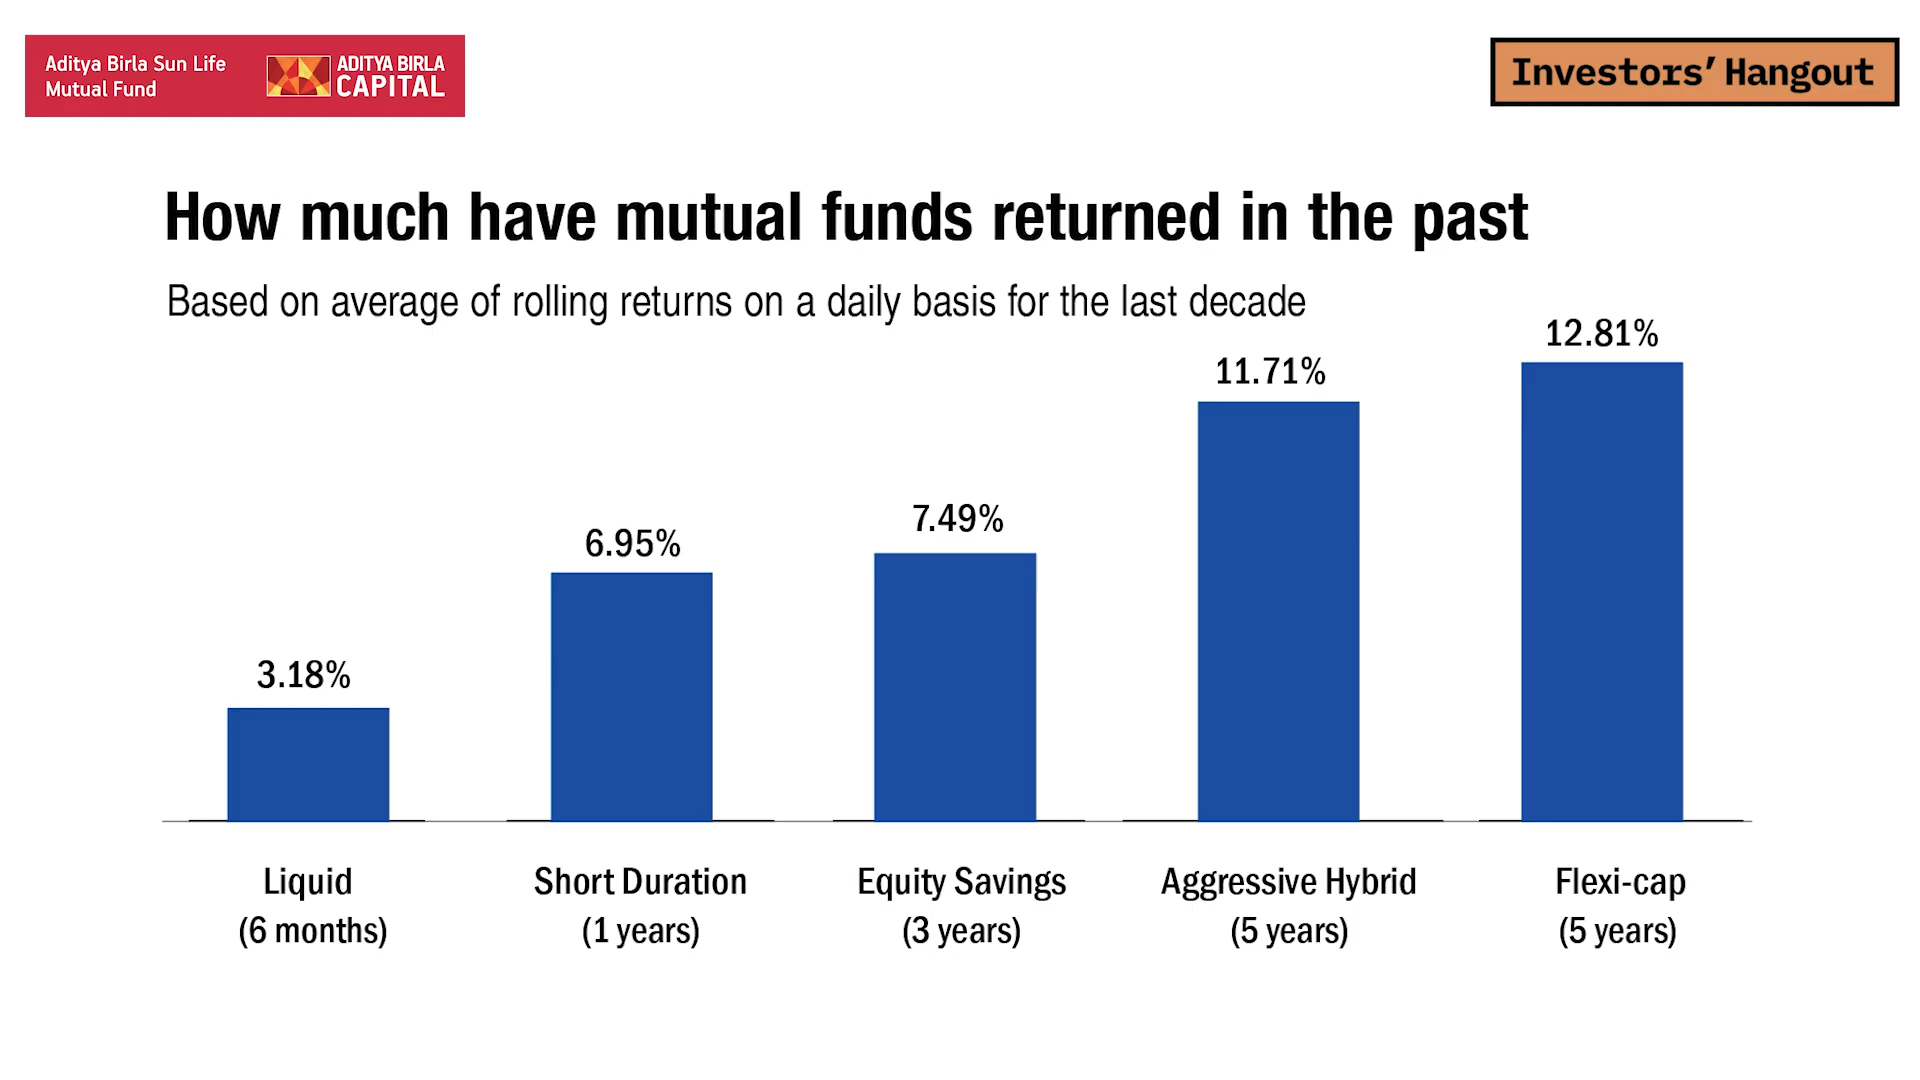 Aditya Birla Sun Life
Mutual Fund
ADITYA BIRLA
CAPITAL
Investors’ Hangout
How much have mutual funds returned in the past
Based on average of rolling returns on a daily basis for the last decade
3.18%
6.95%
7.49%
11.71%
12.81%
Liquid
(6 months)
Short Duration
(1 years)
Equity Savings
(3 years)
Aggressive Hybrid
(5 years)
Flexi-cap
(5 years)